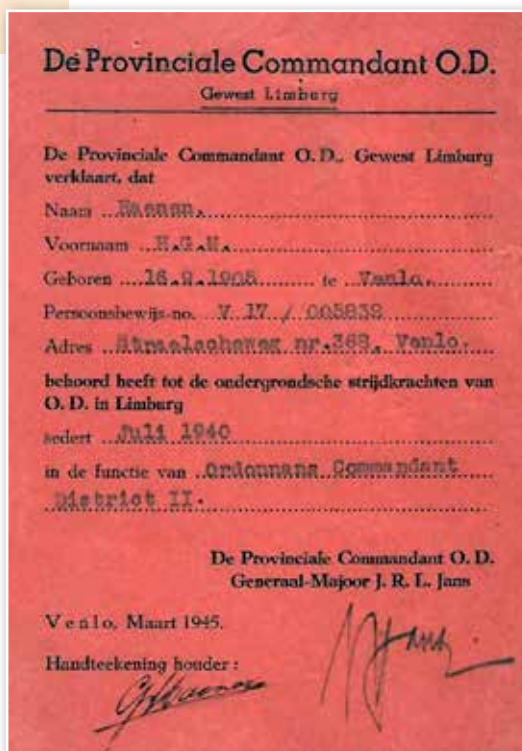 De Provinciale Commandant O.D.
Gewest Limburg
De Provinciale Commandant O.D., Gewest Limburg
verklaart, dat
Naam Haenen.
Voornaam H.G.M.
Geboren 16.9.1908 te Venlo.
Persoonsbewijs-no. V 17 / 005838
Adres Straelscheweg nr.368, Venlo.
behoord heeft tot de ondergrondsche strijdkrachten van
O. D. in Limburg
sedert Juli 1940
in de functie van Ordonnans Commandant
District II.
De Provinciale Commandant O. D.
Generaal-Majoor J. R. L. Jans
Venlo, Maart 1945.
Handteekening houder :
Jans